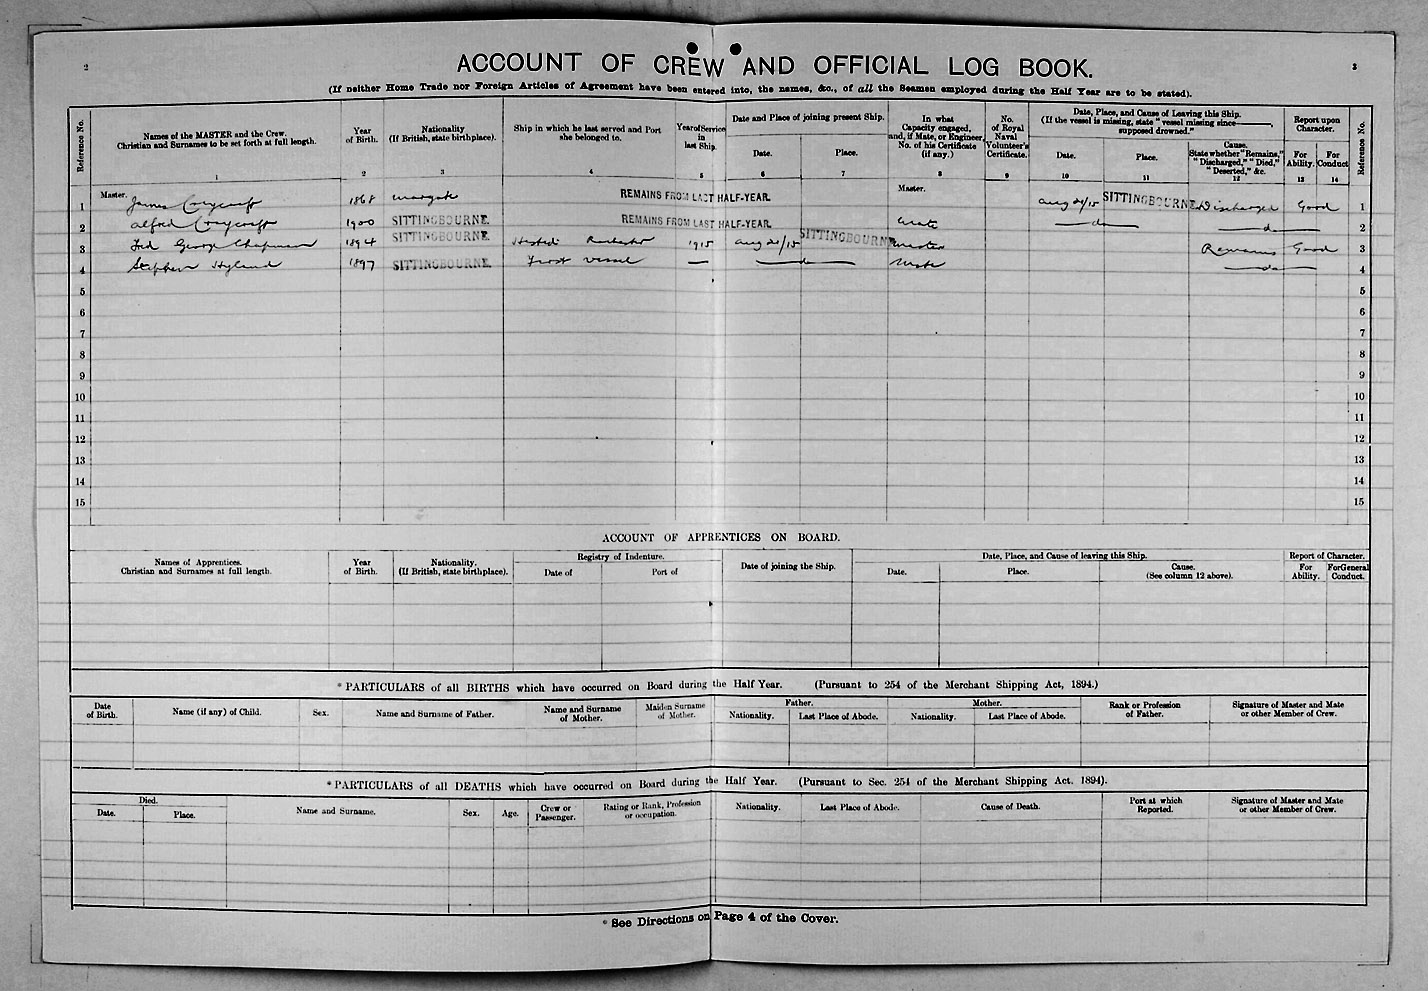 2
3
ACCOUNT OF CREW AND OFFICIAL LOG BOOK.
(If neither Home Trade nor Foreign Articles of Agreement have been entered into, the names, &c., of all the Seamen employed during the Half Year are to be stated).
Reference No.
Names of the MASTER and the Crew. Christian and Surnames to be set forth at full length.
Year of Birth.
Nationality (If British, state birthplace).
Ship in which he last served and Port she belonged to.
Year of Service in last Ship.
Date and Place of joining present Ship.
Date.
Place.
In what Capacity engaged, and, if Mate, or Engineer, No. of his Certificate (if any.)
No. of Royal Naval Volunteer's Certificate.
Date, Place, and Cause of Leaving this Ship. (If the vessel is missing, state "vessel missing since———, supposed drowned."
Date.
Place.
Cause. State whether "Remains," "Discharged," "Died," "Deserted," &c.
Report upon Character.
For Ability.
For Conduct
Reference No.
1 2 3 4 5 6 7 8 9 10 11 12 13 14
1 Master. James 1868 Margate REMAINS FROM LAST HALF-YEAR. Master. Aug 21/15 SITTINGBOURNE. Discharged Good 1
2 Alfred 1900 SITTINGBOURNE. REMAINS FROM LAST HALF-YEAR. Mate do do 2
3 Fred George Chapman 1894 SITTINGBOURNE. Rochester 1915 Aug 21/15 SITTINGBOURNE Master Remains Good 3
4 Stephen Hyland 1897 SITTINGBOURNE. First vessel — do Mate do 4
5 5
6 6
7 7
8 8
9 9
10 10
11 11
12 12
13 13
14 14
15 15
ACCOUNT OF APPRENTICES ON BOARD.
Names of Apprentices. Christian and Surnames at full length.
Year of Birth.
Nationality. (If British, state birthplace).
Registry of Indenture.
Date of
Port of
Date of joining the Ship.
Date, Place, and Cause of leaving this Ship.
Date.
Place.
Cause. (See column 12 above).
Report of Character.
For Ability.
For General Conduct.
* PARTICULARS of all BIRTHS which have occurred on Board during the Half Year. (Pursuant to 254 of the Merchant Shipping Act, 1894.)
Date of Birth.
Name (if any) of Child.
Sex.
Name and Surname of Father.
Name and Surname of Mother.
Maiden Surname of Mother.
Father.
Nationality.
Last Place of Abode.
Mother.
Nationality.
Last Place of Abode.
Rank or Profession of Father.
Signature of Master and Mate or other Member of Crew.
* PARTICULARS of all DEATHS which have occurred on Board during the Half Year. (Pursuant to Sec. 254 of the Merchant Shipping Act. 1894).
Died.
Date.
Place.
Name and Surname.
Sex.
Age.
Crew or Passenger.
Rating or Rank, Profession or occupation.
Nationality.
Last Place of Abode.
Cause of Death.
Port at which Reported.
Signature of Master and Mate or other Member of Crew.
* See Directions on Page 4 of the Cover.